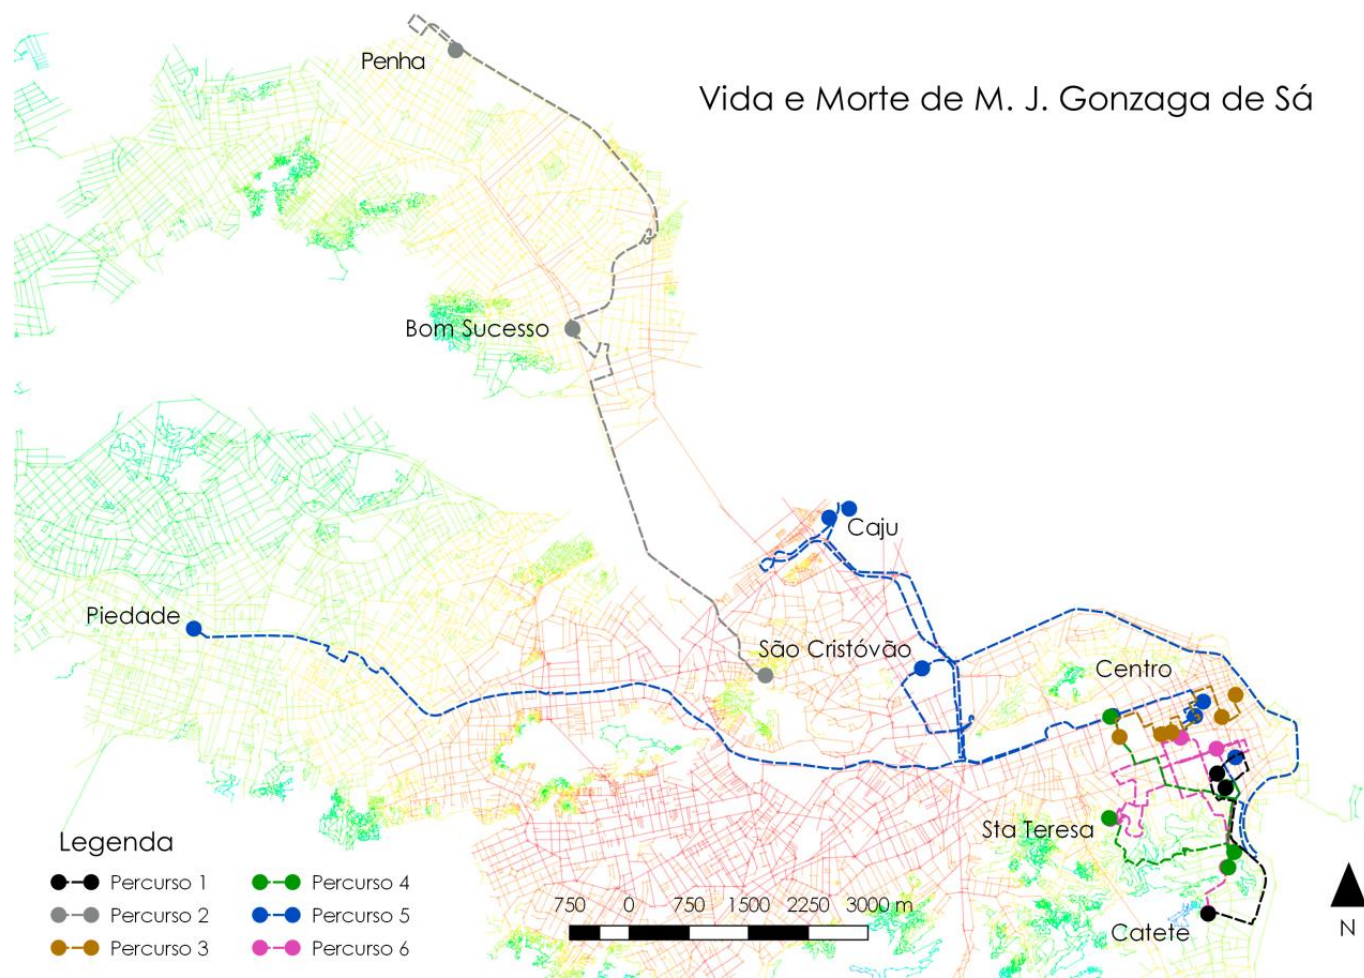 Vida e Morte de M. J. Gonzaga de Sá
Penha
Bom Sucesso
Caju
Piedade
São Cristóvão
Centro
Sta Teresa
Catete
Legenda
Percurso 1
Percurso 2
Percurso 3
Percurso 4
Percurso 5
Percurso 6
750 0 750 1500 2250 3000 m
N